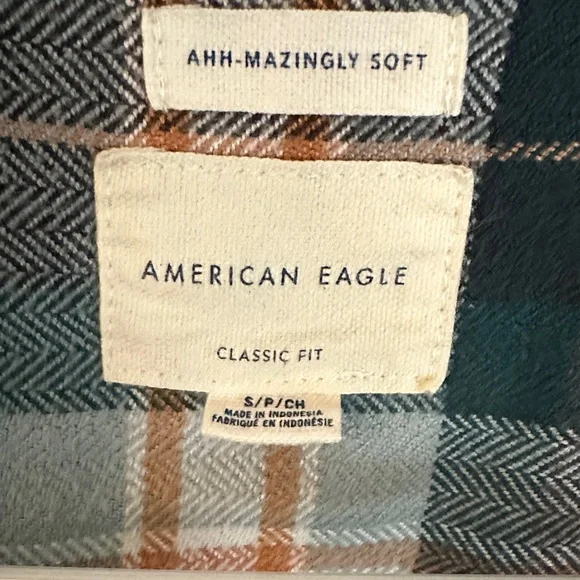 AHH-MAZINGLY SOFT
AMERICAN EAGLE
CLASSIC FIT
S/P/CH
MADE IN INDONESIA
FABRIQUÉ EN INDONÉSIE